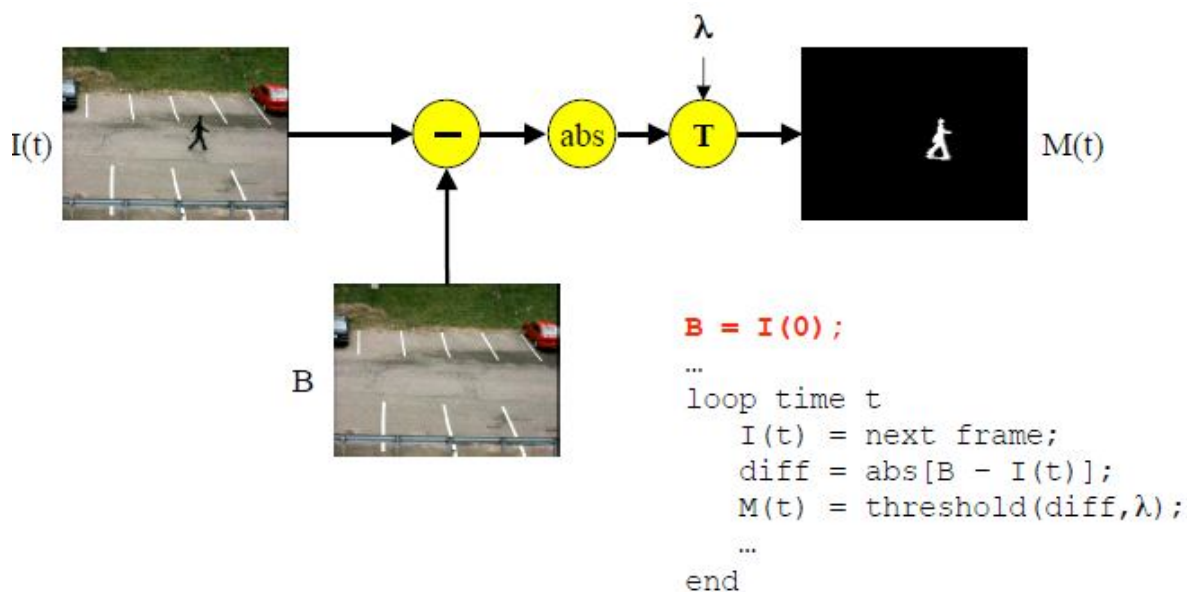 λ
I(t)
−
abs
T
M(t)
B
B = I(0);
…
loop time t
I(t) = next frame;
diff = abs[B − I(t)];
M(t) = threshold(diff,λ);
…
end